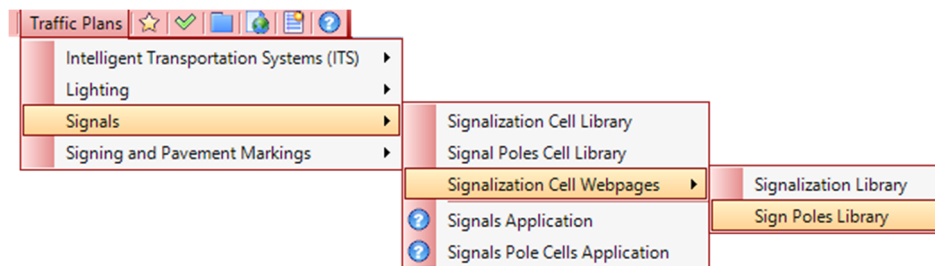 Traffic Plans
Intelligent Transportation Systems (ITS)
Lighting
Signals
Signing and Pavement Markings
Signalization Cell Library
Signal Poles Cell Library
Signalization Cell Webpages
Signals Application
Signals Pole Cells Application
Signalization Library
Sign Poles Library